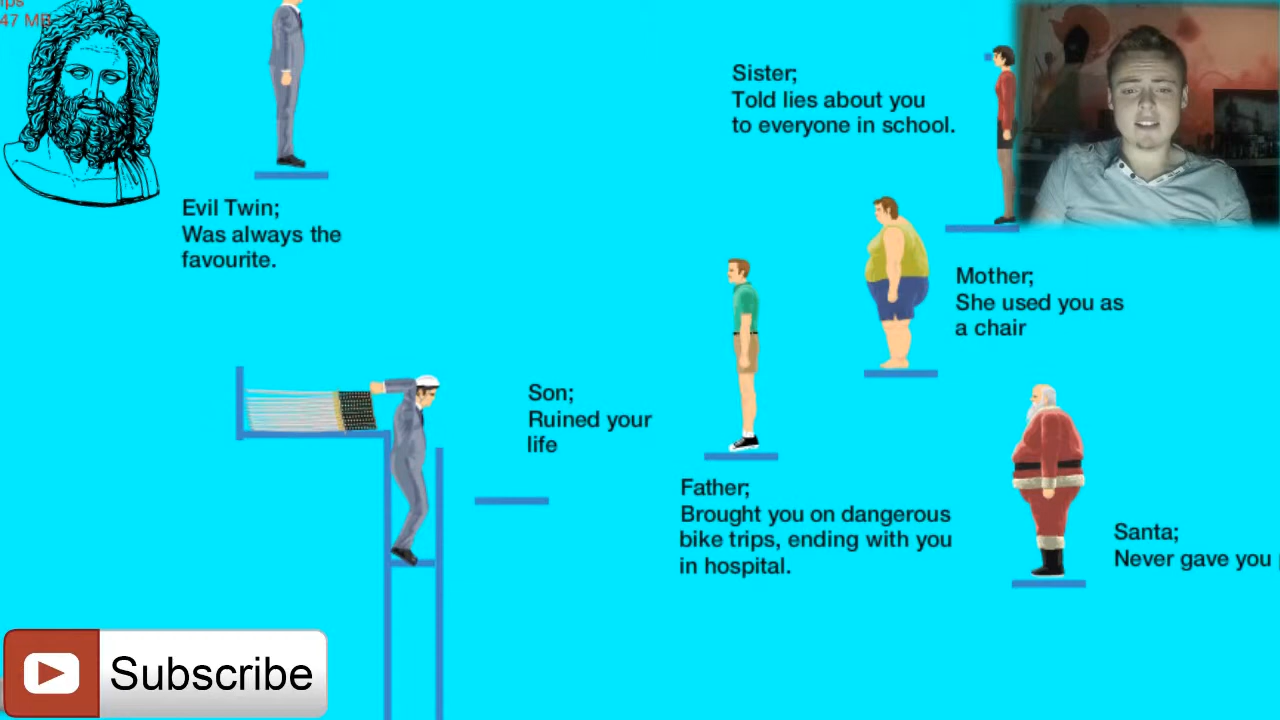 47 MB
Sister;
Told lies about you
to everyone in school.
Evil Twin;
Was always the
favourite.
Mother;
She used you as
a chair
Son;
Ruined your
life
Father;
Brought you on dangerous
bike trips, ending with you
in hospital.
Santa;
Never gave you
Subscribe